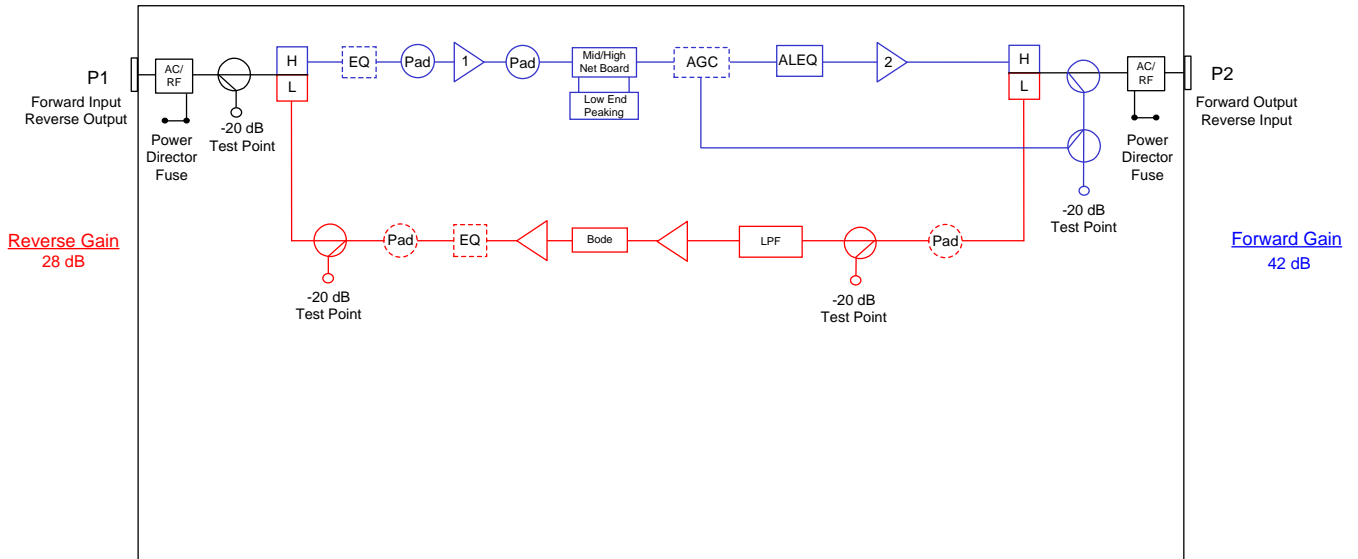 P1
Forward Input
Reverse Output
AC/
RF
Power
Director
Fuse
-20 dB
Test Point
H
L
EQ
Pad
1
Pad
Mid/High
Net Board
Low End
Peaking
AGC
ALEQ
2
H
L
-20 dB
Test Point
AC/
RF
Power
Director
Fuse
P2
Forward Output
Reverse Input
Reverse Gain
28 dB
-20 dB
Test Point
Pad
EQ
Bode
LPF
-20 dB
Test Point
Pad
Forward Gain
42 dB